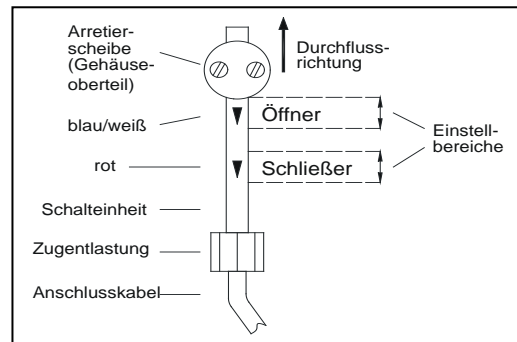 Arretier-
scheibe
(Gehäuse-
oberteil)
Durchfluss-
richtung
blau/weiß
Öffner
Einstell-
bereiche
rot
Schließer
Schalteinheit
Zugentlastung
Anschlusskabel